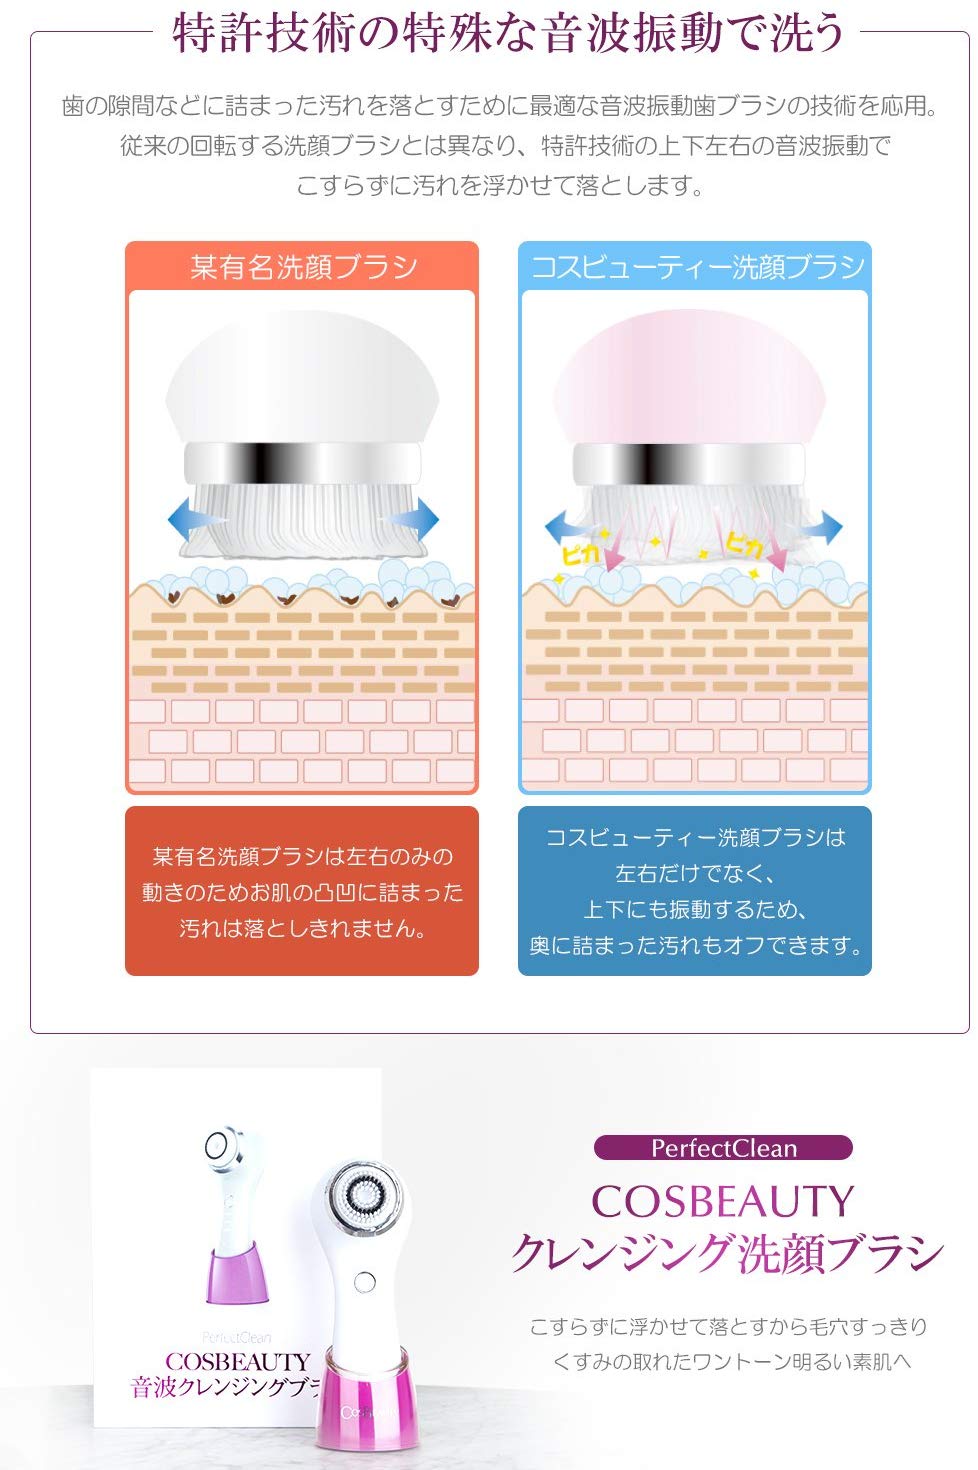 特許技術の特殊な音波振動で洗う
歯の隙間などに詰まった汚れを落とすために最適な音波振動歯ブラシの技術を応用。
従来の回転する洗顔ブラシとは異なり、特許技術の上下左右の音波振動で
こすらずに汚れを浮かせて落とします。
某有名洗顔ブラシ
コスビューティー洗顔ブラシ
ピカ
ピカ
某有名洗顔ブラシは左右のみの
動きのためお肌の凸凹に詰まった
汚れは落としきれません。
コスビューティー洗顔ブラシは
左右だけでなく、
上下にも振動するため、
奥に詰まった汚れもオフできます。
PerfectClean
COSBEAUTY
クレンジング洗顔ブラシ
こすらずに浮かせて落とすから毛穴すっきり
くすみの取れたワントーン明るい素肌へ
PerfectClean
COSBEAUTY
音波クレンジングブラ
COSBEAUTY